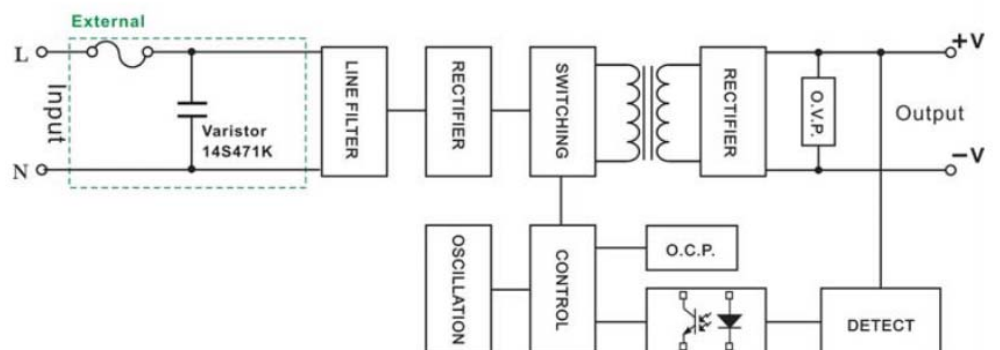 External
L
Input
N
Varistor
14S471K
LINE FILTER
RECTIFIER
SWITCHING
RECTIFIER
O.V.P.
+V
Output
−V
OSCILLATION
CONTROL
O.C.P.
DETECT